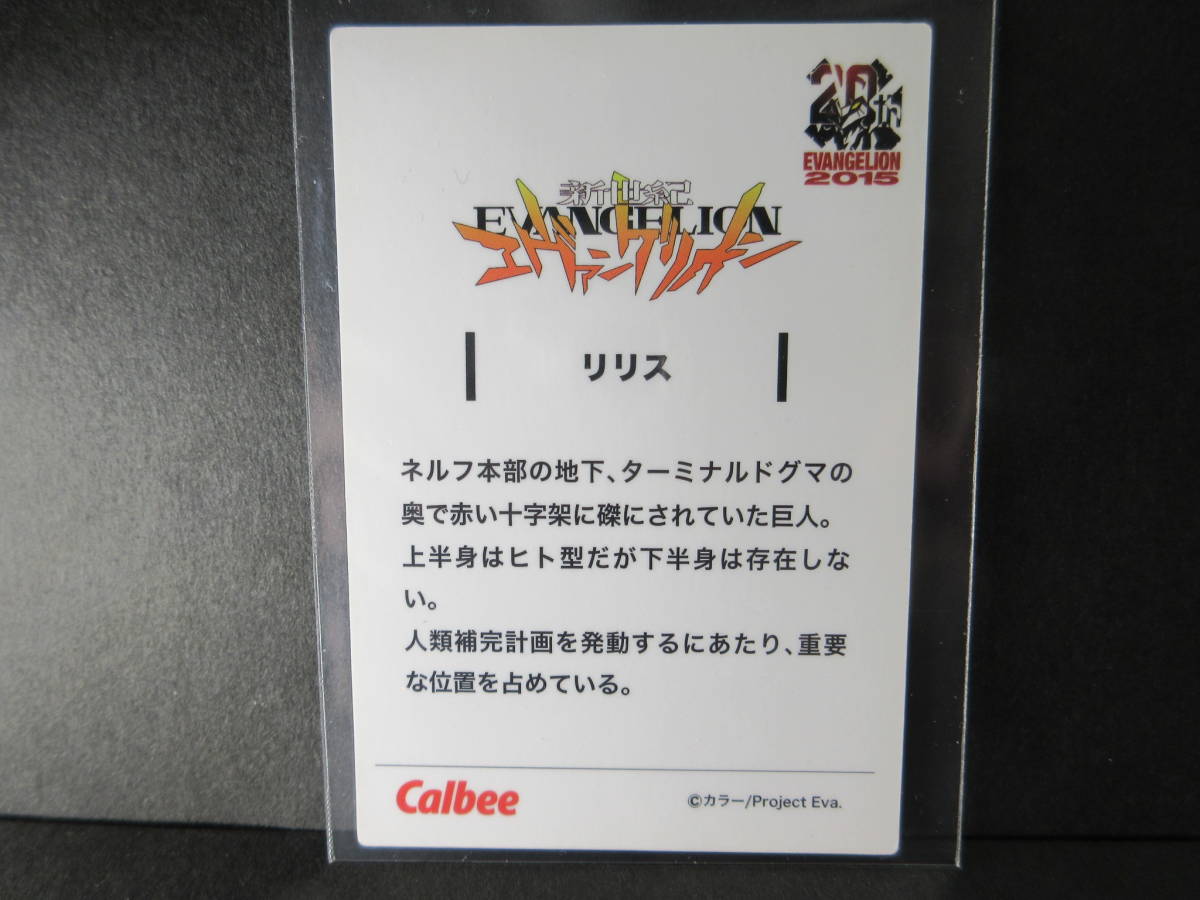 20th
EVANGELION
2015
新世紀
EVANGELION
エヴァンゲリオン
リリス
ネルフ本部の地下、ターミナルドグマの
奥で赤い十字架に磔にされていた巨人。
上半身はヒト型だが下半身は存在しな
い。
人類補完計画を発動するにあたり、重要
な位置を占めている。
Calbee
©カラー/Project Eva.